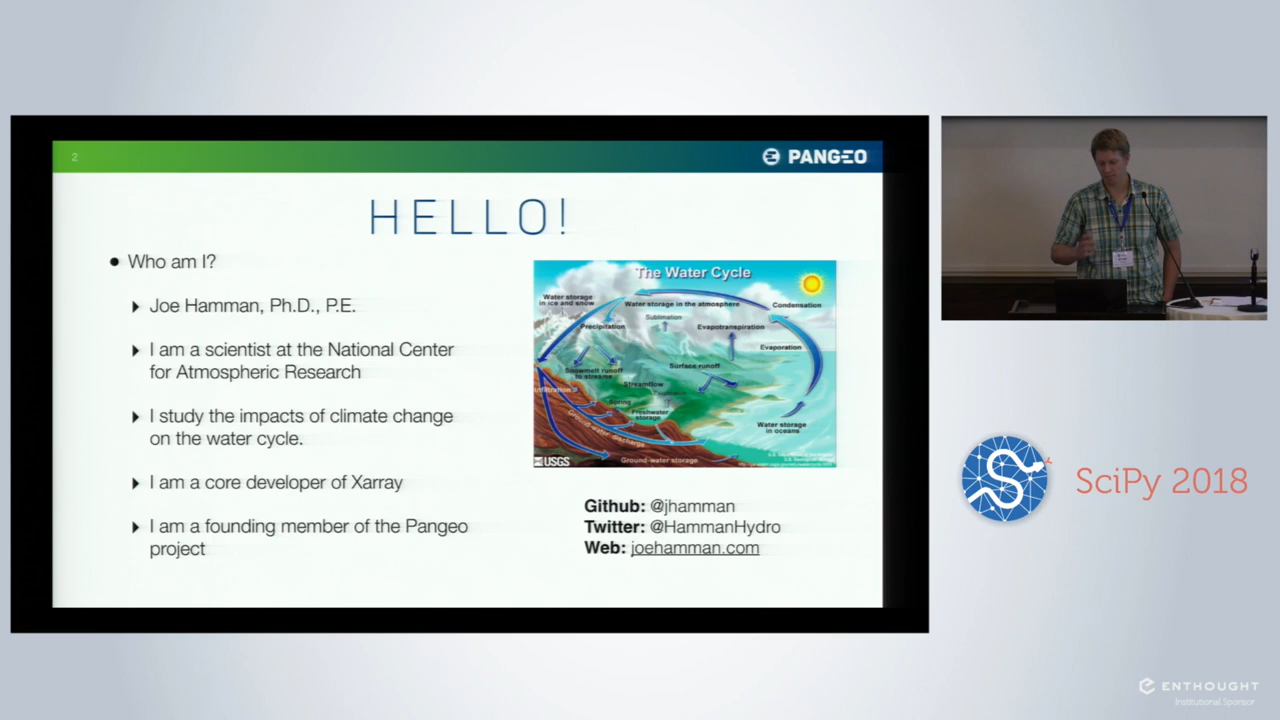 2
PANGEO
HELLO!
Who am I?
Joe Hamman, Ph.D., P.E.
I am a scientist at the National Center
for Atmospheric Research
I study the impacts of climate change
on the water cycle.
I am a core developer of Xarray
I am a founding member of the Pangeo
project
The Water Cycle
Water storage
in ice and snow
Water storage in the atmosphere
Condensation
Sublimation
Precipitation
Evapotranspiration
Evaporation
Snowmelt runoff
to streams
Surface runoff
Infiltration
Streamflow
Spring
Freshwater
storage
Ground-water discharge
Water storage
in oceans
Ground-water storage
USGS
Github: @jhamman
Twitter: @HammanHydro
Web: joehamman.com
SciPy 2018
ENTHOUGHT
Institutional Sponsor